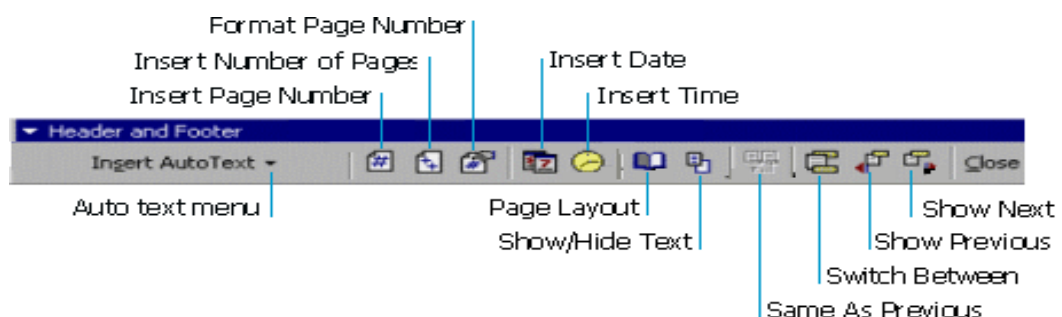 Format Page Number
Insert Number of Pages
Insert Date
Insert Page Number
Insert Time
Header and Footer
Insert AutoText
Close
Auto text menu
Page Layout
Show Next
Show/Hide Text
Show Previous
Switch Between
Same As Previous